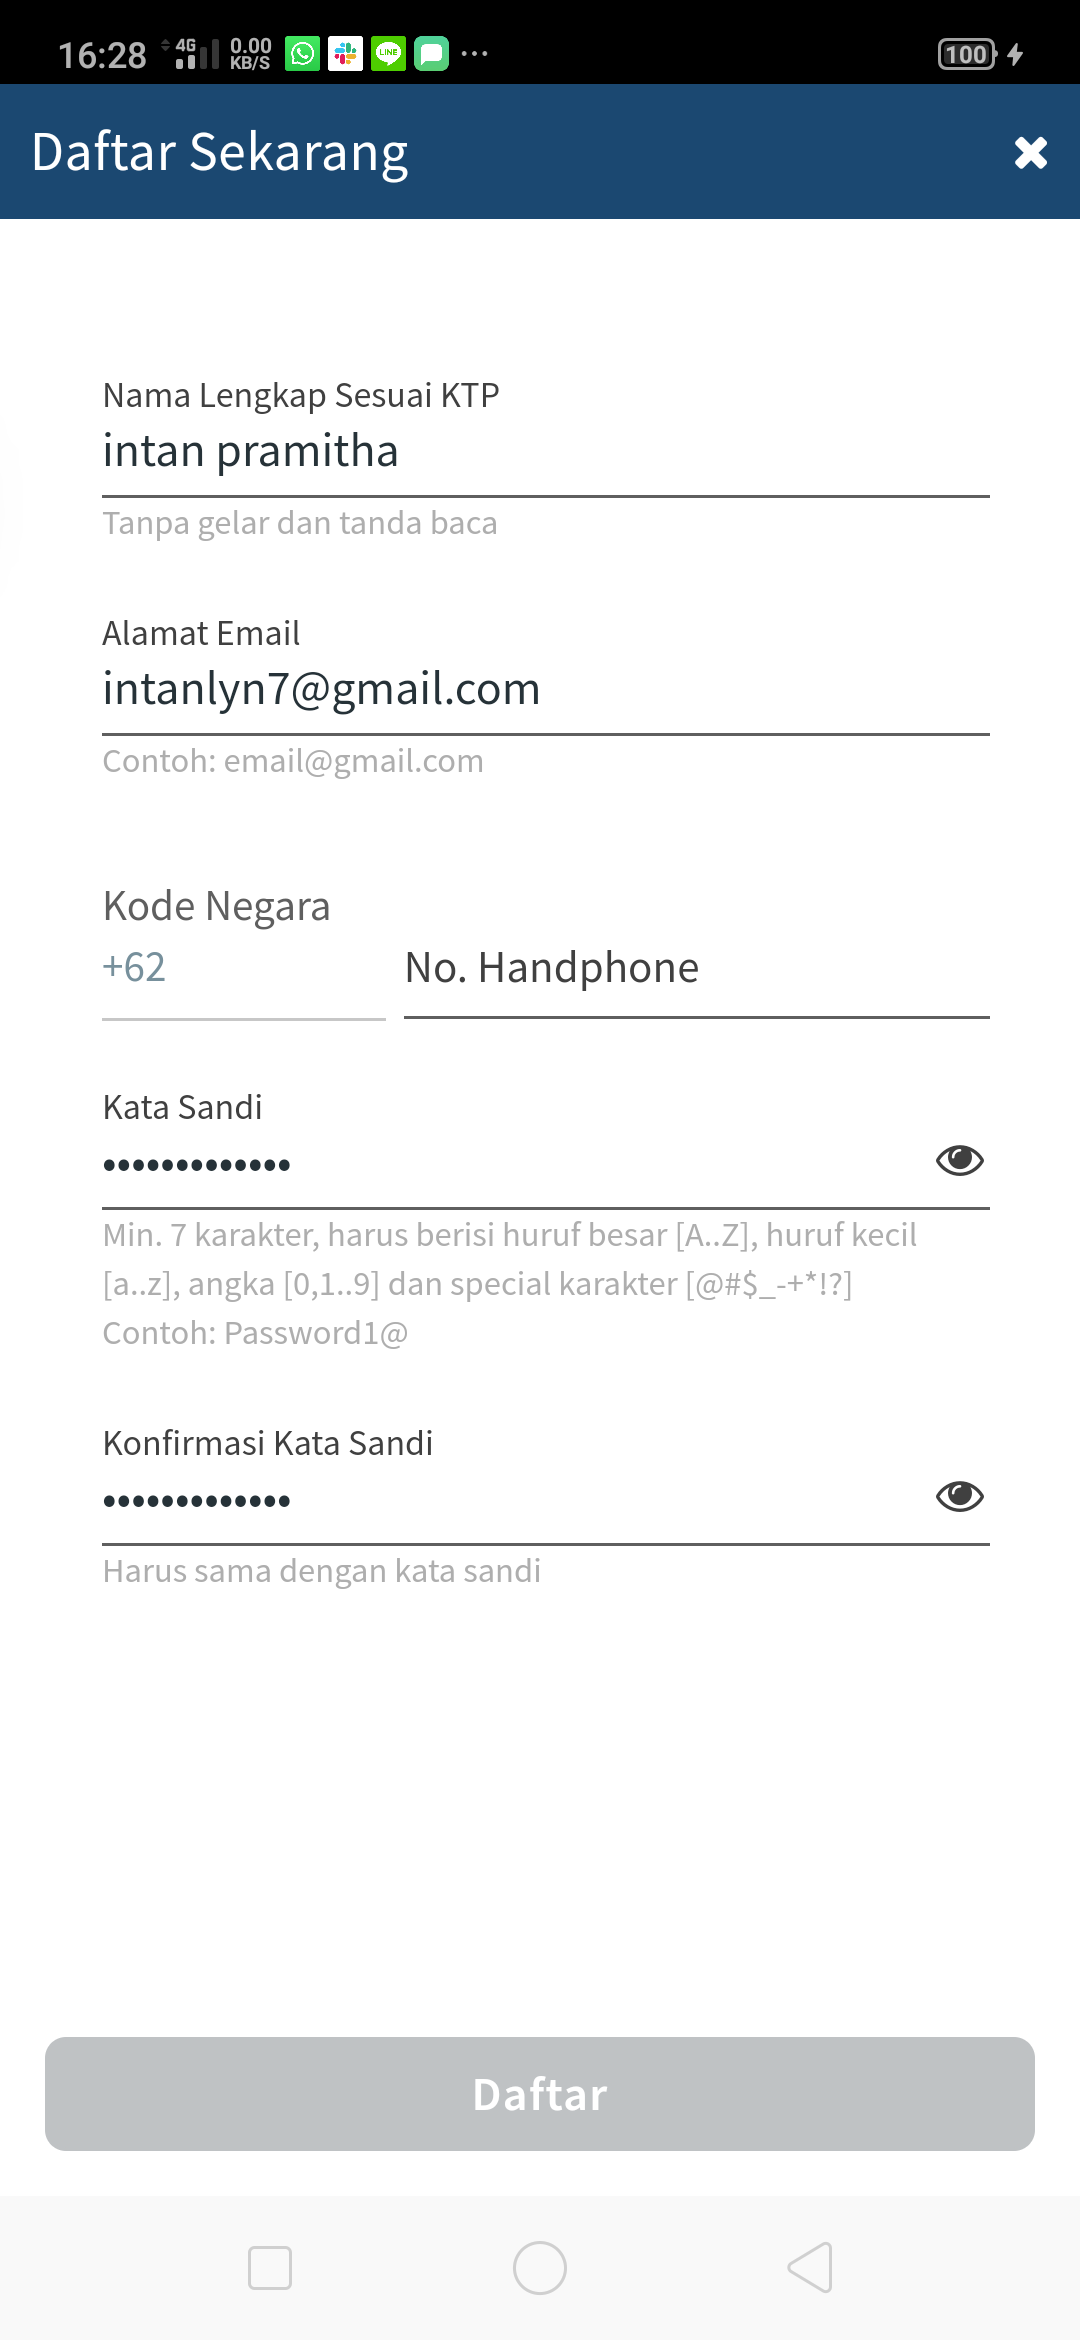 16:28 4G 0.00 KB/S LINE ... 100
Daftar Sekarang
Nama Lengkap Sesuai KTP
intan pramitha
Tanpa gelar dan tanda baca
Alamat Email
intanlyn7@gmail.com
Contoh: email@gmail.com
Kode Negara
+62 No. Handphone
Kata Sandi
•••••••••••••
Min. 7 karakter, harus berisi huruf besar [A..Z], huruf kecil
[a..z], angka [0,1..9] dan special karakter [@#$_-+*!?]
Contoh: Password1@
Konfirmasi Kata Sandi
•••••••••••••
Harus sama dengan kata sandi
Daftar